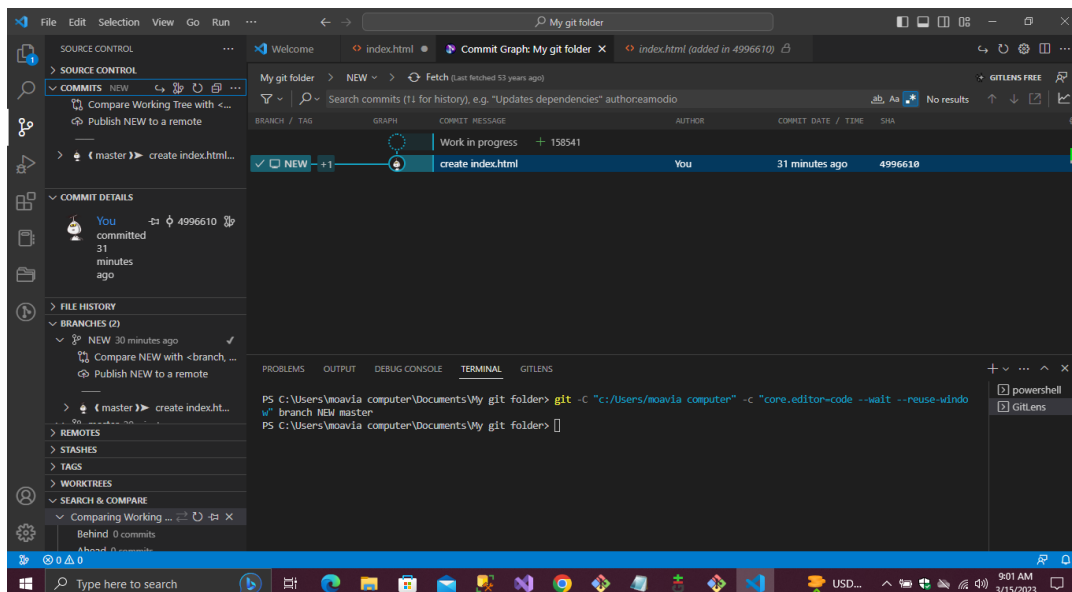 File Edit Selection View Go Run ··· My git folder
SOURCE CONTROL ···
Welcome index.html Commit Graph: My git folder index.html (added in 4996610)
1
SOURCE CONTROL
COMMITS NEW
Compare Working Tree with <...
Publish NEW to a remote
master create index.html...
COMMIT DETAILS
You 4996610
committed
31
minutes
ago
FILE HISTORY
BRANCHES (2)
NEW 30 minutes ago
Compare NEW with <branch, ...
Publish NEW to a remote
master create index.ht...
REMOTES
STASHES
TAGS
WORKTREES
SEARCH & COMPARE
Comparing Working ...
Behind 0 commits
Ahead 0 commits
My git folder > NEW > Fetch (Last fetched 53 years ago) GITLENS FREE
Search commits (↑↓ for history), e.g. "Updates dependencies" author:eamodio ab, Aa .* No results
BRANCH / TAG GRAPH COMMIT MESSAGE AUTHOR COMMIT DATE / TIME SHA
Work in progress + 158541
NEW +1 create index.html You 31 minutes ago 4996610
PROBLEMS OUTPUT DEBUG CONSOLE TERMINAL GITLENS
PS C:\Users\moavia computer\Documents\My git folder> git -C "c:/Users/moavia computer" -c "core.editor=code --wait --reuse-windo
w" branch NEW master
PS C:\Users\moavia computer\Documents\My git folder>
powershell
GitLens
0 0
Type here to search USD... 9:01 AM
3/15/2023